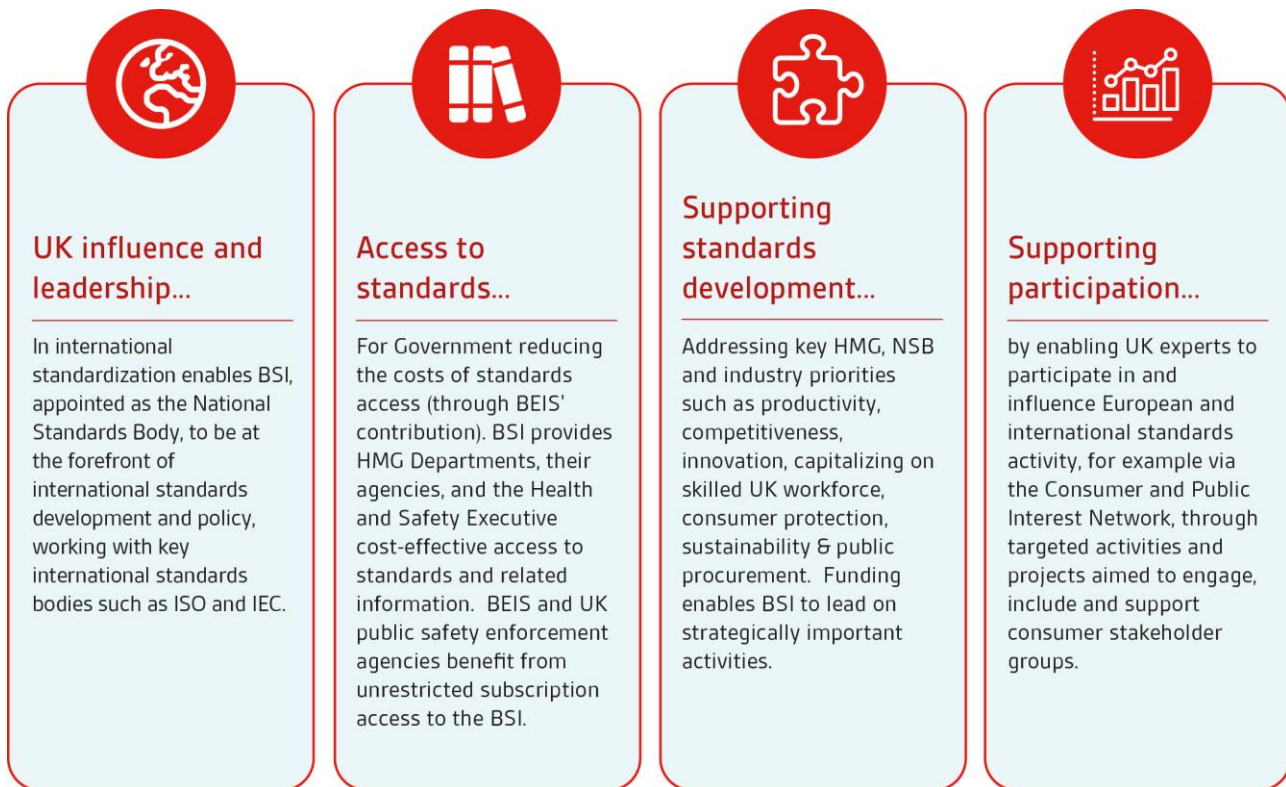 UK influence and
leadership...
In international
standardization enables BSI,
appointed as the National
Standards Body, to be at
the forefront of
international standards
development and policy,
working with key
international standards
bodies such as ISO and IEC.
Access to
standards...
For Government reducing
the costs of standards
access (through BEIS'
contribution). BSI provides
HMG Departments, their
agencies, and the Health
and Safety Executive
cost-effective access to
standards and related
information. BEIS and UK
public safety enforcement
agencies benefit from
unrestricted subscription
access to the BSI.
Supporting
standards
development...
Addressing key HMG, NSB
and industry priorities
such as productivity,
competitiveness,
innovation, capitalizing on
skilled UK workforce,
consumer protection,
sustainability & public
procurement. Funding
enables BSI to lead on
strategically important
activities.
Supporting
participation...
by enabling UK experts to
participate in and
influence European and
international standards
activity, for example via
the Consumer and Public
Interest Network, through
targeted activities and
projects aimed to engage,
include and support
consumer stakeholder
groups.